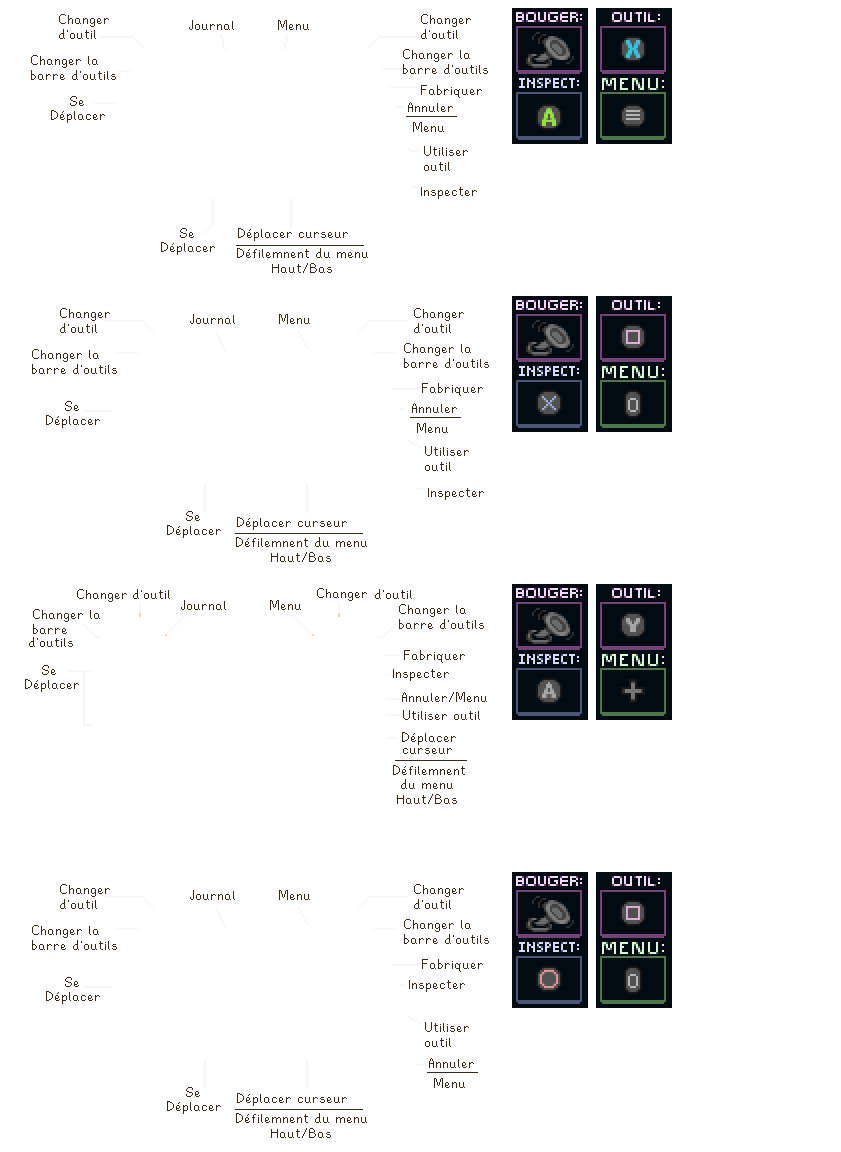 Changer
d'outil
Journal
Menu
Changer
d'outil
Changer la
barre d'outils
Changer la
barre d'outils
Fabriquer
Se
Déplacer
Annuler
Menu
Utiliser
outil
Inspecter
Se
Déplacer
Déplacer curseur
Défilemnent du menu
Haut/Bas
BOUGER:
OUTIL:
X
INSPECT:
MENU:
A
Changer
d'outil
Journal
Menu
Changer
d'outil
Changer la
barre d'outils
Changer la
barre d'outils
Fabriquer
Se
Déplacer
Annuler
Menu
Utiliser
outil
Inspecter
Se
Déplacer
Déplacer curseur
Défilemnent du menu
Haut/Bas
BOUGER:
OUTIL:
INSPECT:
MENU:
Changer d'outil
Journal
Menu
Changer d'outil
Changer la
barre
d'outils
Changer la
barre d'outils
Fabriquer
Se
Déplacer
Inspecter
Annuler/Menu
Utiliser outil
Déplacer
curseur
Défilemnent
du menu
Haut/Bas
BOUGER:
OUTIL:
Y
INSPECT:
MENU:
A
Changer
d'outil
Journal
Menu
Changer
d'outil
Changer la
barre d'outils
Changer la
barre d'outils
Fabriquer
Se
Déplacer
Inspecter
Utiliser
outil
Annuler
Menu
Se
Déplacer
Déplacer curseur
Défilemnent du menu
Haut/Bas
BOUGER:
OUTIL:
INSPECT:
MENU: